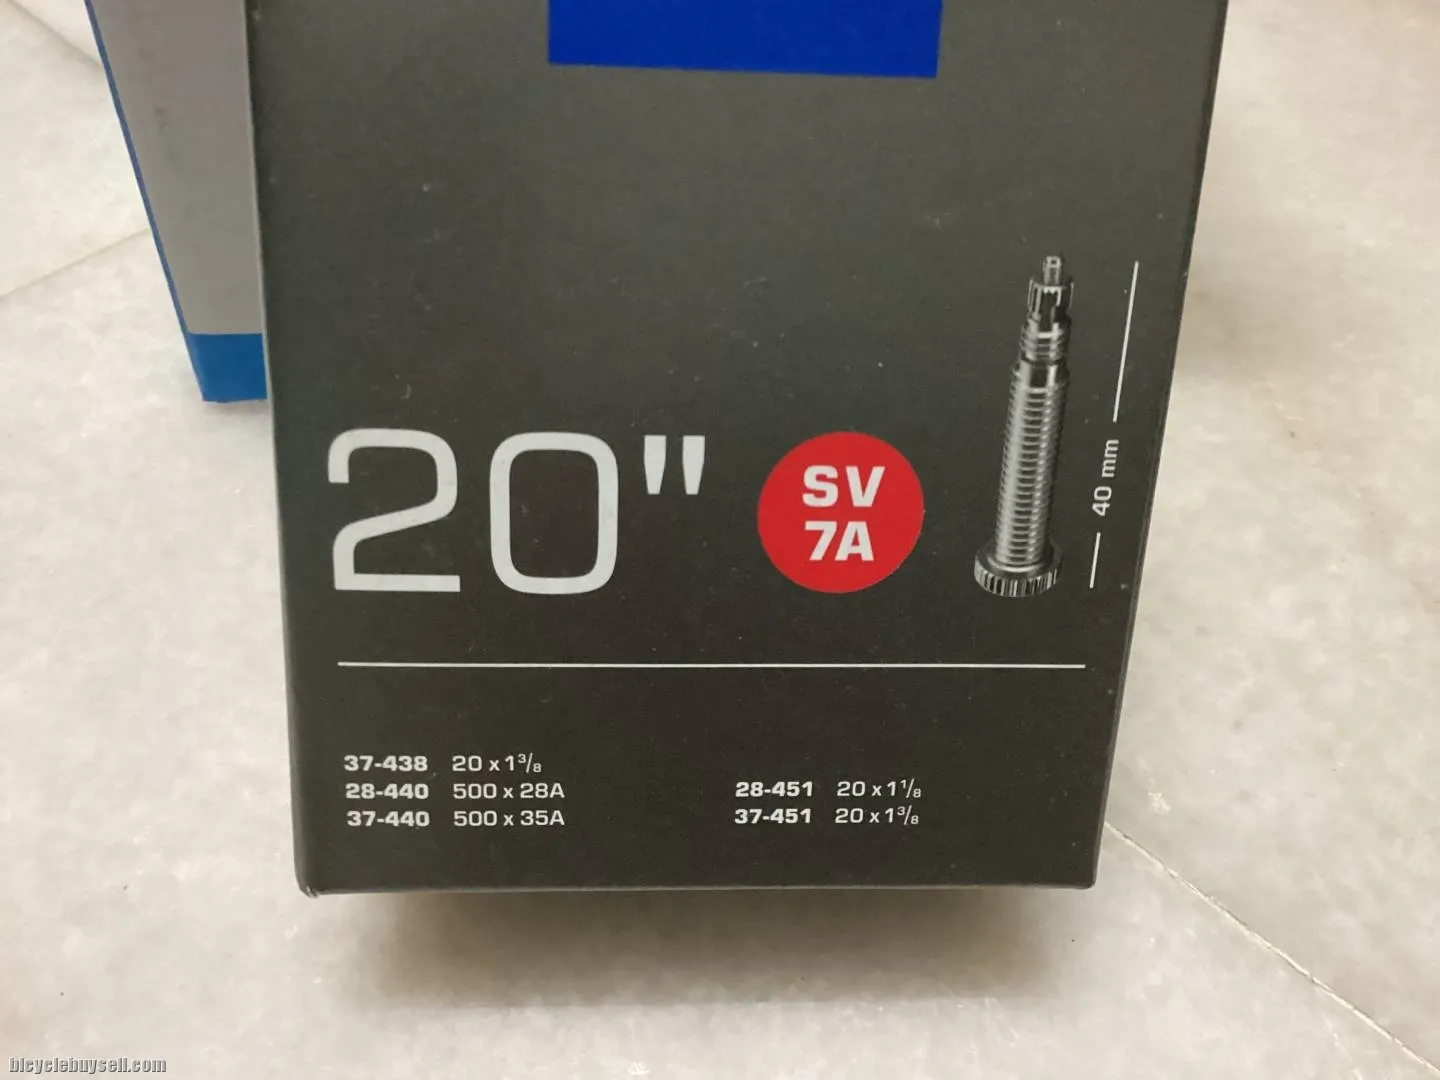 20"
SV
7A
40 mm
37-438 20 x 1³/₈
28-440 500 x 28A
37-440 500 x 35A
28-451 20 x 1¹/₈
37-451 20 x 1³/₈
bicyclebuysell.com